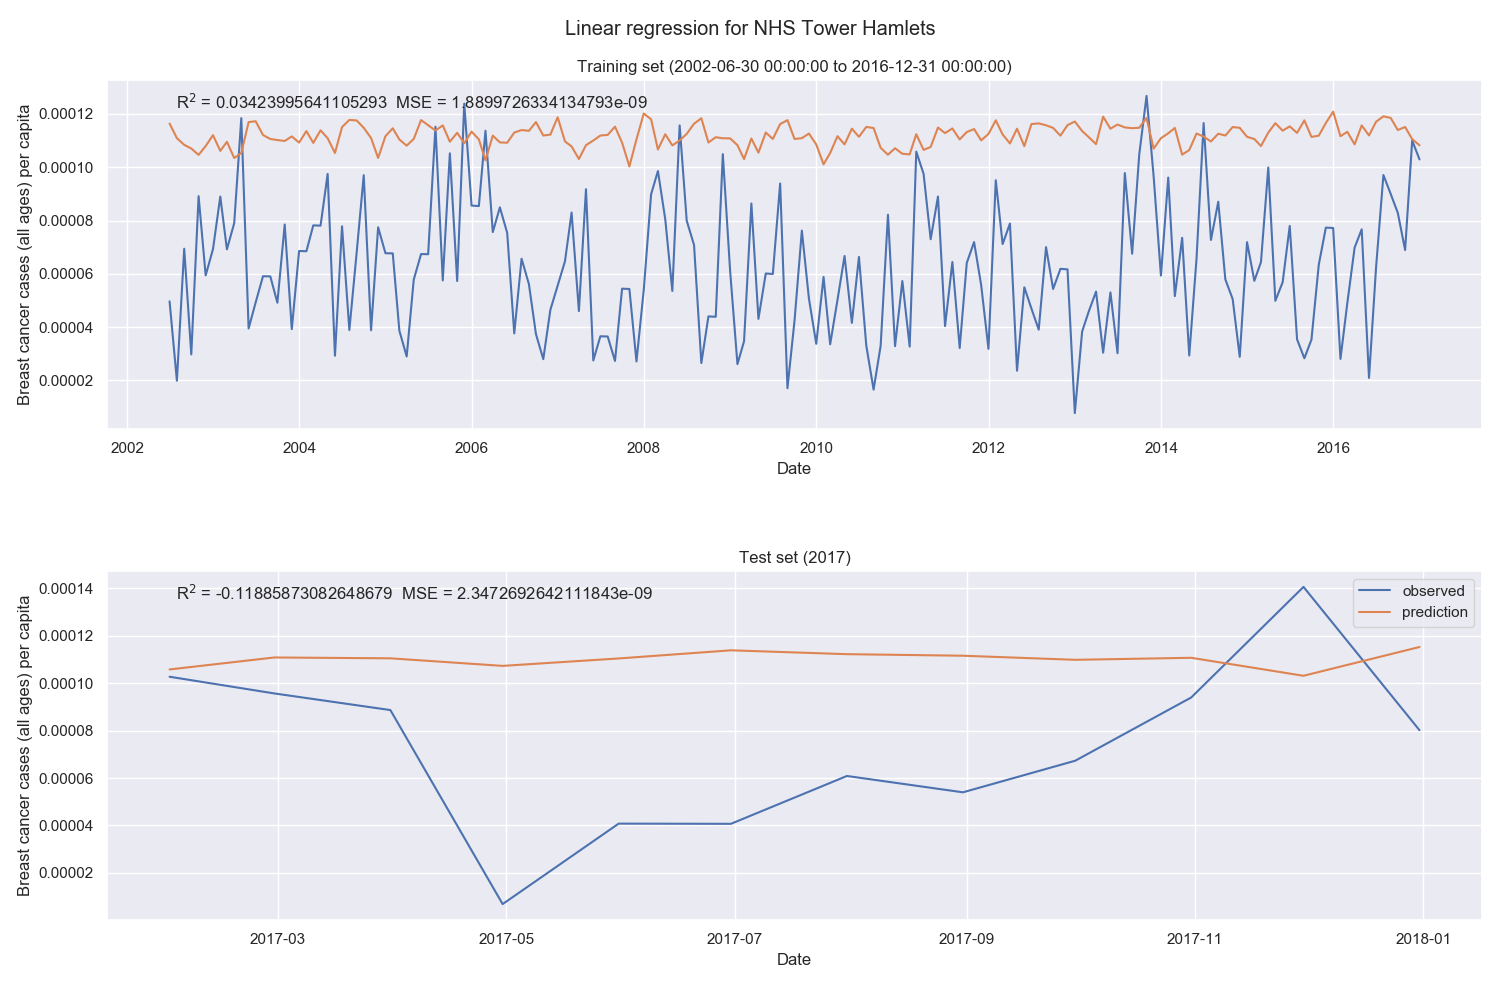 Linear regression for NHS Tower Hamlets
Training set (2002-06-30 00:00:00 to 2016-12-31 00:00:00)
R² = 0.03423995641105293 MSE = 1.8899726334134793e-09
Breast cancer cases (all ages) per capita
0.00012
0.00010
0.00008
0.00006
0.00004
0.00002
2002 2004 2006 2008 2010 2012 2014 2016
Date
Test set (2017)
R² = -0.11885873082648679 MSE = 2.3472692642111843e-09
observed
prediction
Breast cancer cases (all ages) per capita
0.00014
0.00012
0.00010
0.00008
0.00006
0.00004
0.00002
2017-03 2017-05 2017-07 2017-09 2017-11 2018-01
Date